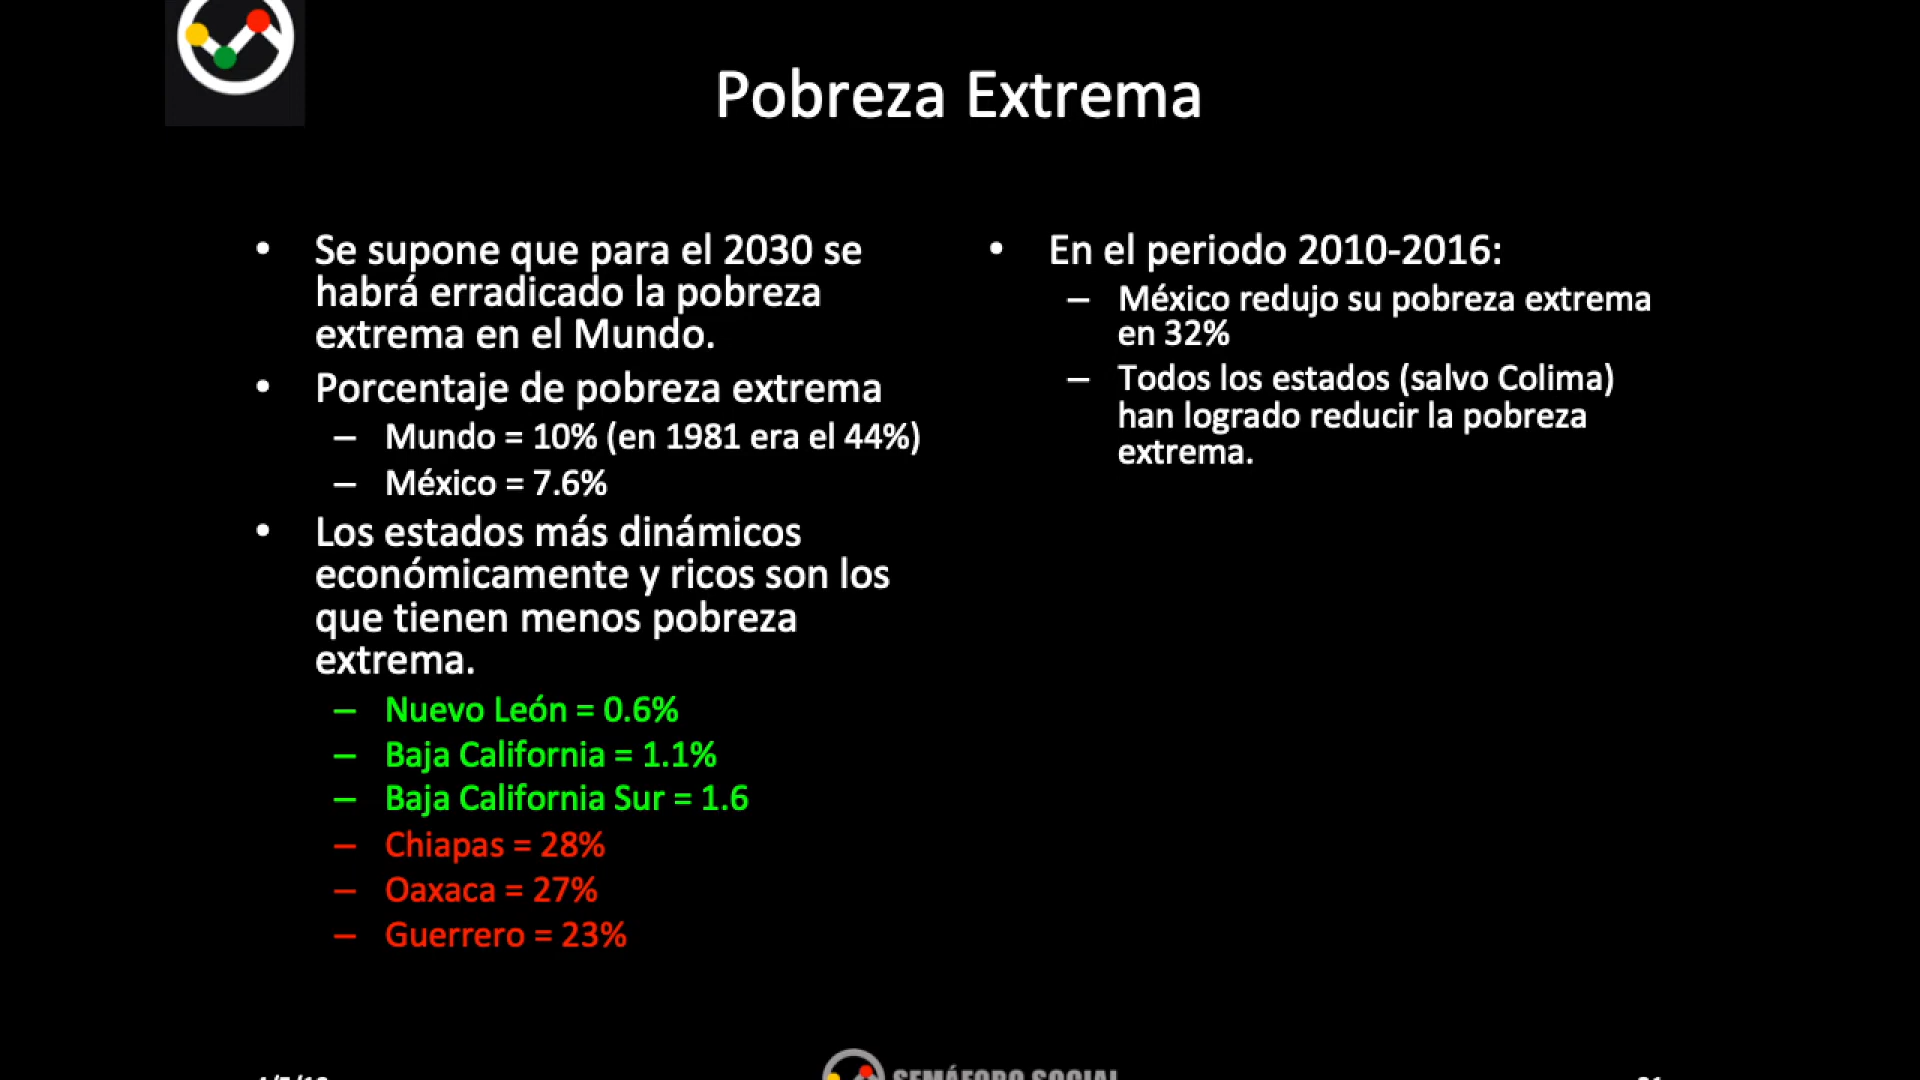 Pobreza Extrema
• Se supone que para el 2030 se
habrá erradicado la pobreza
extrema en el Mundo.
• Porcentaje de pobreza extrema
– Mundo = 10% (en 1981 era el 44%)
– México = 7.6%
• Los estados más dinámicos
económicamente y ricos son los
que tienen menos pobreza
extrema.
– Nuevo León = 0.6%
– Baja California = 1.1%
– Baja California Sur = 1.6
– Chiapas = 28%
– Oaxaca = 27%
– Guerrero = 23%
• En el periodo 2010-2016:
– México redujo su pobreza extrema
en 32%
– Todos los estados (salvo Colima)
han logrado reducir la pobreza
extrema.
SEMÁFORO SOCIAL